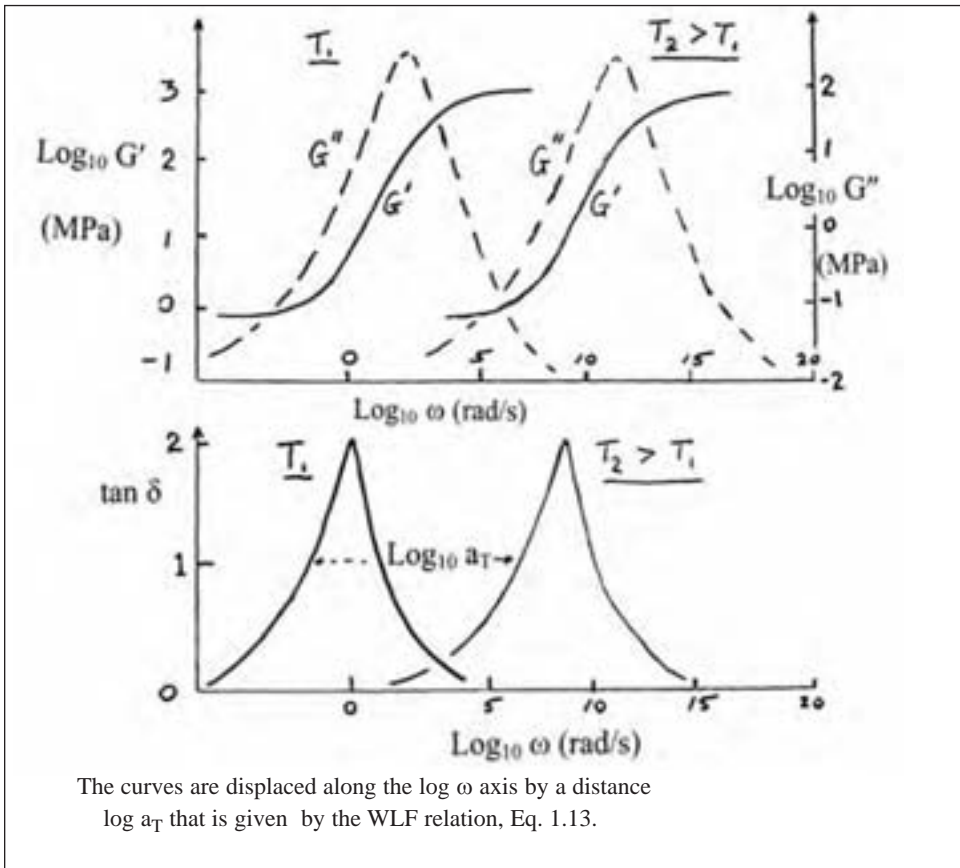 T₁
T₂ > T₁
3
2
1
0
-1
Log₁₀ G′
(MPa)
G″
G′
G″
G′
2
1
0
-1
-2
Log₁₀ G″
(MPa)
0
5
10
15
20
Log₁₀ ω (rad/s)
2
1
0
tan δ
T₁
T₂ > T₁
Log₁₀ a_T
0
5
10
15
20
Log₁₀ ω (rad/s)
The curves are displaced along the log ω axis by a distance
log a_T that is given by the WLF relation, Eq. 1.13.